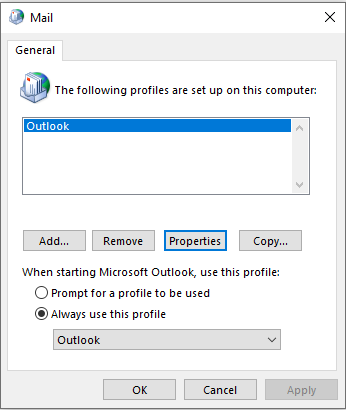 Mail
General
The following profiles are set up on this computer:
Outlook
Add... Remove Properties Copy...
When starting Microsoft Outlook, use this profile:
Prompt for a profile to be used
Always use this profile
Outlook
OK Cancel Apply